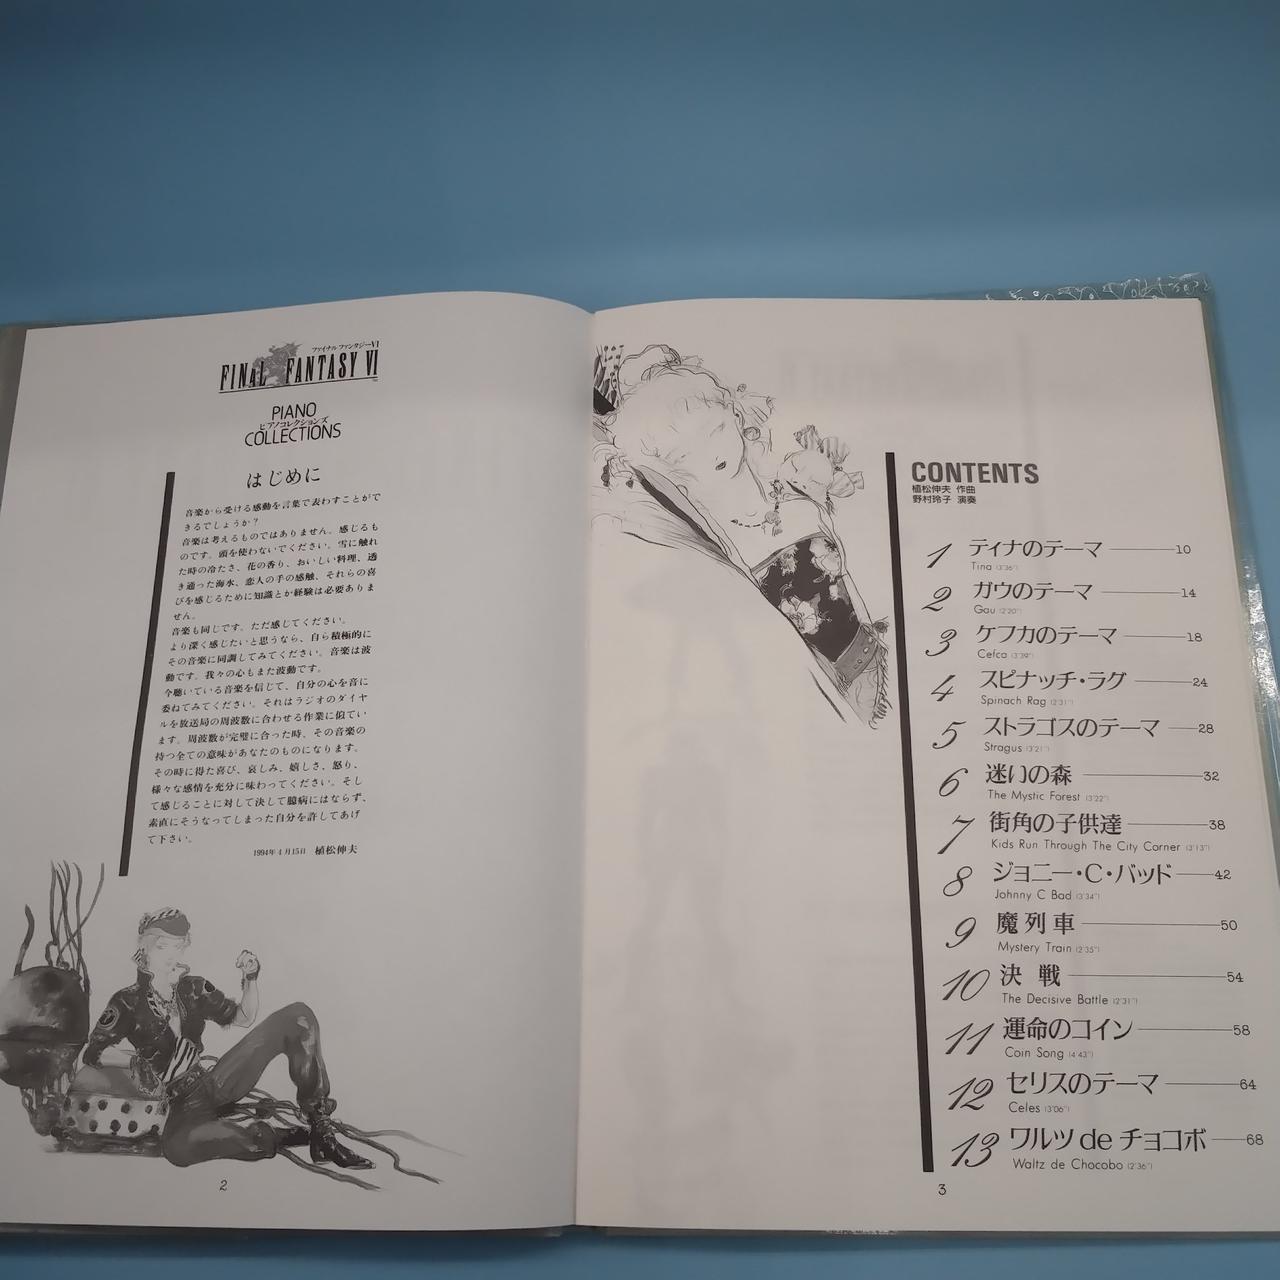 ファイナルファンタジーVI
FINAL FANTASY VI
PIANO
ピアノコレクションズ
COLLECTIONS
はじめに
音楽から受ける感動を言葉で表わすことがで
きるでしょうか?
音楽は考えるものではありません。感じるも
のです。頭を使わないでください。雪に触れ
た時の冷たさ、花の香り、おいしい料理、透
き通った海水、恋人の手の感触、それらの喜
びを感じるために知識とか経験は必要ありま
せん。
音楽も同じです。ただ感じてください。
より深く感じたいと思うなら、自ら積極的に
その音楽に同調してみてください。音楽は波
動です。我々の心もまた波動です。
今聴いている音楽を信じて、自分の心を音に
委ねてみてください。それはラジオのダイヤ
ルを放送局の周波数に合わせる作業に似てい
ます。周波数が完璧に合った時、その音楽の
持つ全ての意味があなたのものになります。
その時に得た喜び、哀しみ、嬉しさ、怒り、
様々な感情を充分に味わってください。そし
て感じることに対して決して臆病にはならず、
素直にそうなってしまった自分を許してあげ
て下さい。
1994年4月15日 植松伸夫
2
CONTENTS
植松伸夫 作曲
野村玲子 演奏
1 ティナのテーマ 10
Tina (3'36")
2 ガウのテーマ 14
Gau (2'20")
3 ケフカのテーマ 18
Cefca (3'39")
4 スピナッチ・ラグ 24
Spinach Rag (2'31")
5 ストラゴスのテーマ 28
Stragus (3'21")
6 迷いの森 32
The Mystic Forest (3'22")
7 街角の子供達 38
Kids Run Through The City Corner (3'13")
8 ジョニー・C・バッド 42
Johnny C Bad (3'34")
9 魔列車 50
Mystery Train (2'35")
10 決戦 54
The Decisive Battle (2'31")
11 運命のコイン 58
Coin Song (4'43")
12 セリスのテーマ 64
Celes (3'06")
13 ワルツ de チョコボ 68
Waltz de Chocobo (2'36")
3